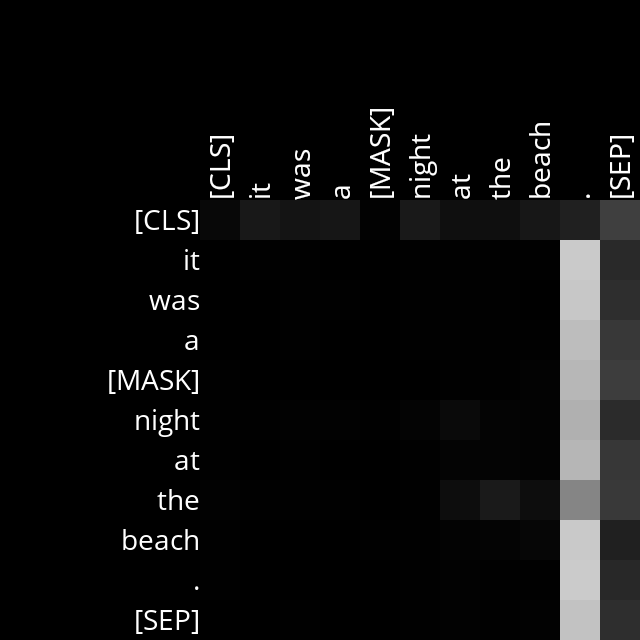 [CLS] it was a [MASK] night at the beach . [SEP]
[CLS]
it
was
a
[MASK]
night
at
the
beach
.
[SEP]